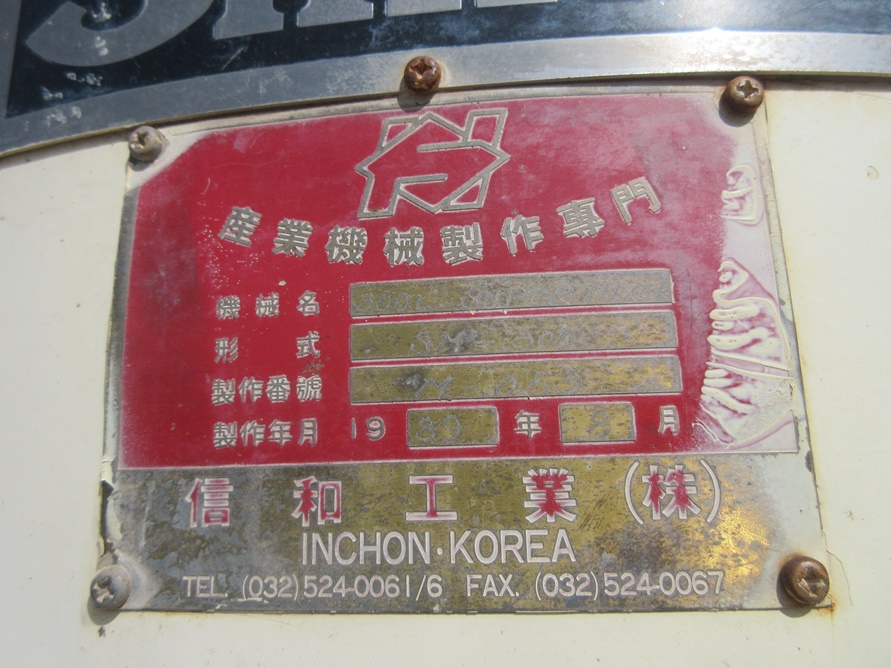 産業機械製作専門
機械名
形式
製作番號
製作年月 19 89 年 月
信和工業(株)
INCHON·KOREA
TEL. (032)524-0061/6 FAX. (032)524-0067